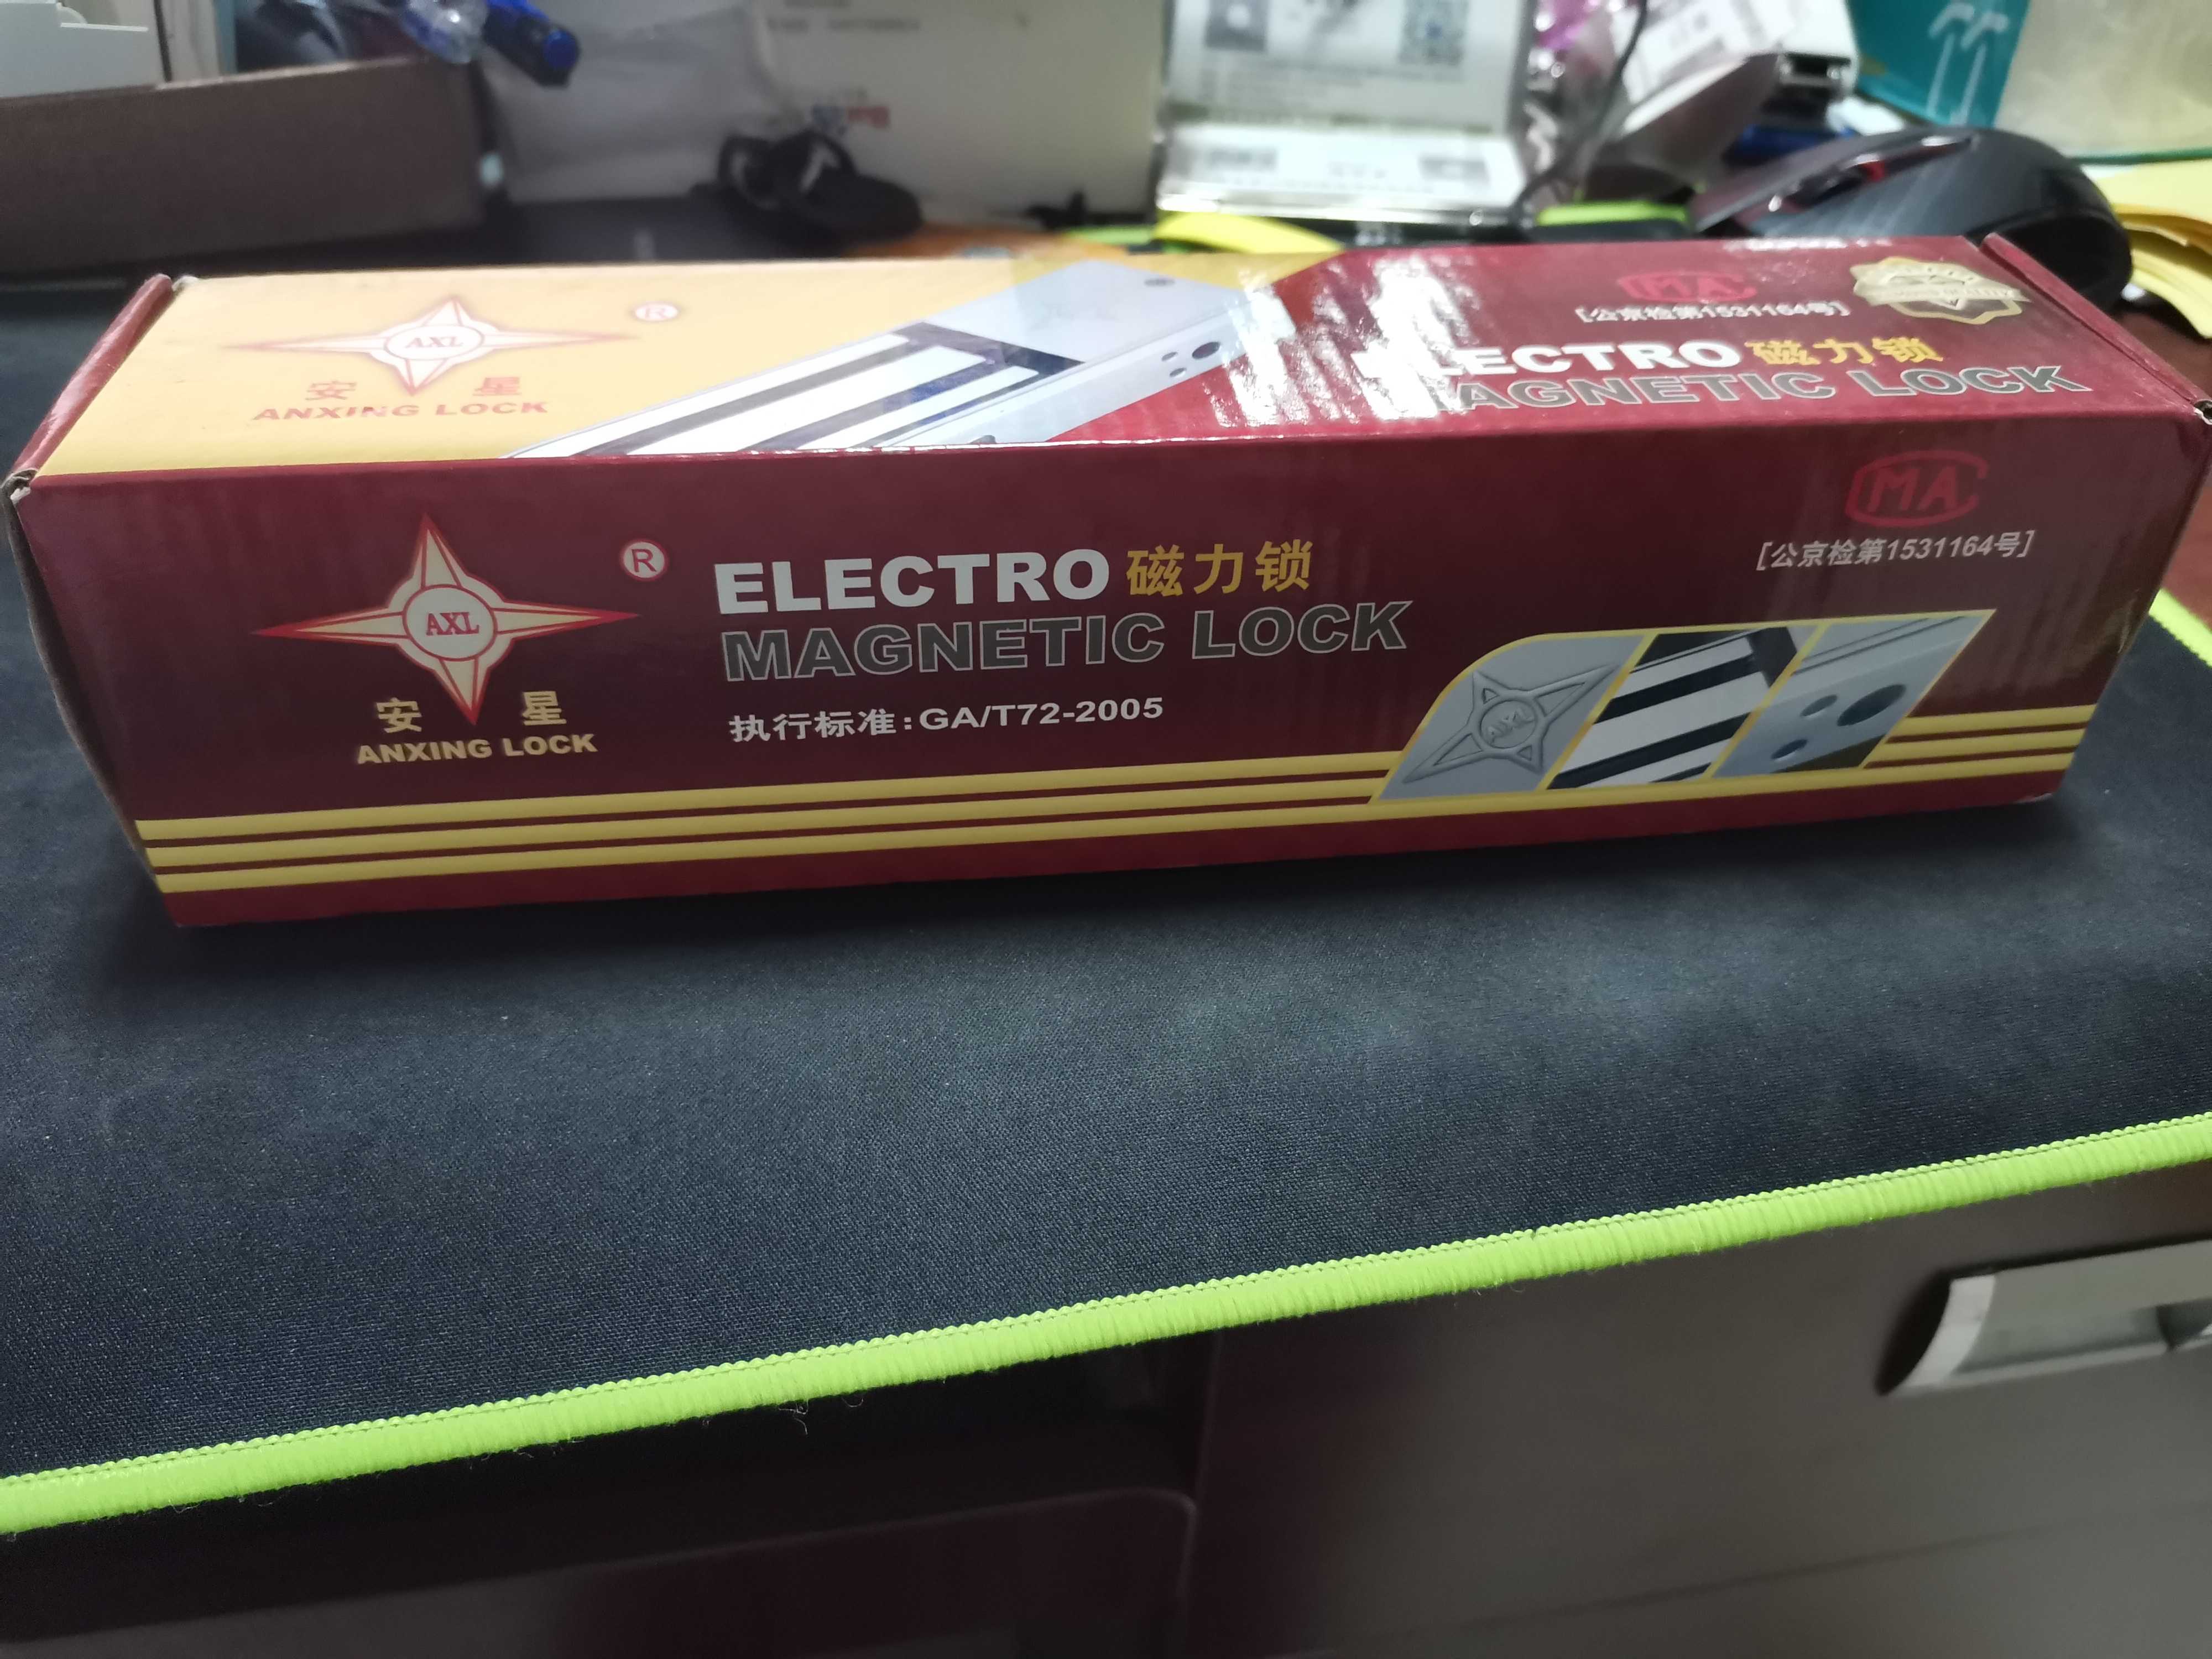 AXL
®
安 星
ANXING LOCK
MA
[公京检第1531164号]
ELECTRO 磁力锁
MAGNETIC LOCK
AXL
®
安 星
ANXING LOCK
ELECTRO 磁力锁
MAGNETIC LOCK
执行标准:GA/T72-2005
MA
[公京检第1531164号]
AXL